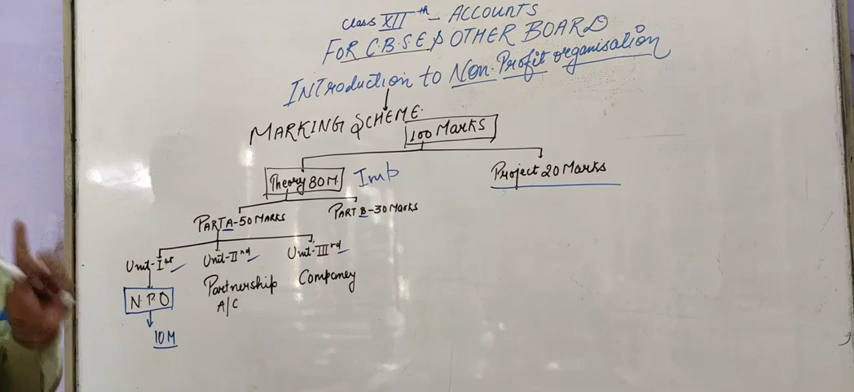 Class XIIth - ACCOUNTS
FOR C.B.S.E & OTHER BOARD
INTroduction to Non-Profit organisation
MARKING SCHEME.
100 Marks
Theory 80M Imb
Project 20 Marks
PART A-50 MARKS
PART B-30 MARKS
Unit-Ist Unit-IInd Unit-IIIrd
NPO Partnership Company
A/C
10M